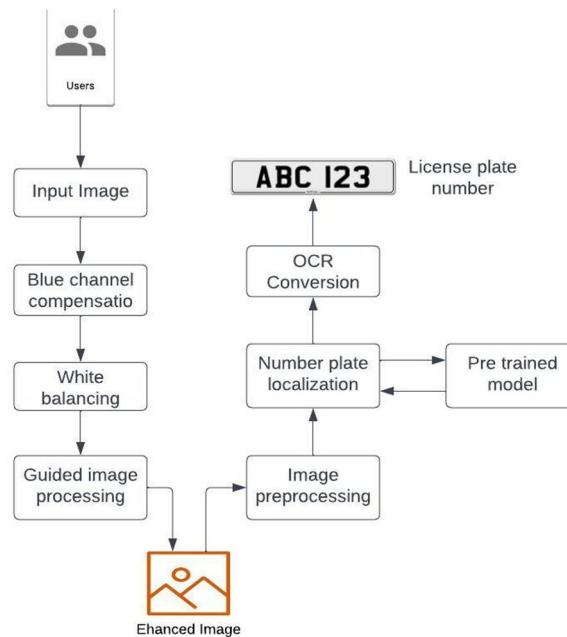 Users
Input Image
Blue channel
compensatio
White
balancing
Guided image
processing
Ehanced Image
Image
preprocessing
Number plate
localization
Pre trained
model
OCR
Conversion
ABC 123
License plate
number